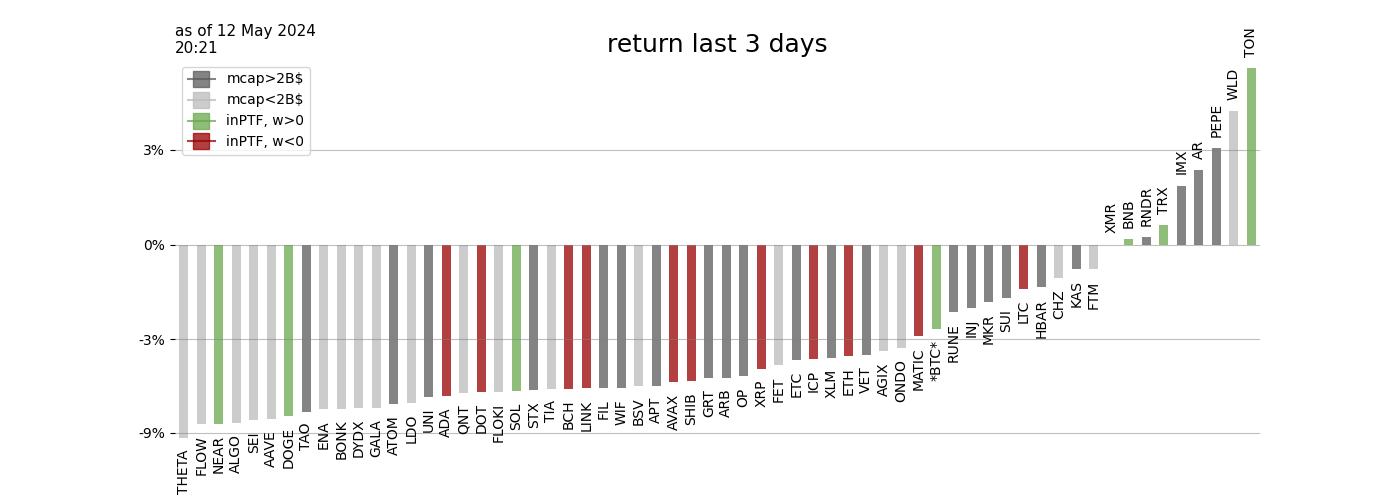 as of 12 May 2024
20:21
return last 3 days
mcap>2B$
mcap<2B$
inPTF, w>0
inPTF, w<0
3%
0%
-3%
-9%
THETA
FLOW
NEAR
ALGO
SEI
AAVE
DOGE
TAO
ENA
BONK
DYDX
GALA
ATOM
LDO
UNI
ADA
QNT
DOT
FLOKI
SOL
STX
TIA
BCH
LINK
FIL
WIF
BSV
APT
AVAX
SHIB
GRT
ARB
OP
XRP
FET
ETC
ICP
XLM
ETH
VET
AGIX
ONDO
MATIC
*BTC*
RUNE
INJ
MKR
SUI
LTC
HBAR
CHZ
KAS
FTM
XMR
BNB
RNDR
TRX
IMX
AR
PEPE
WLD
TON